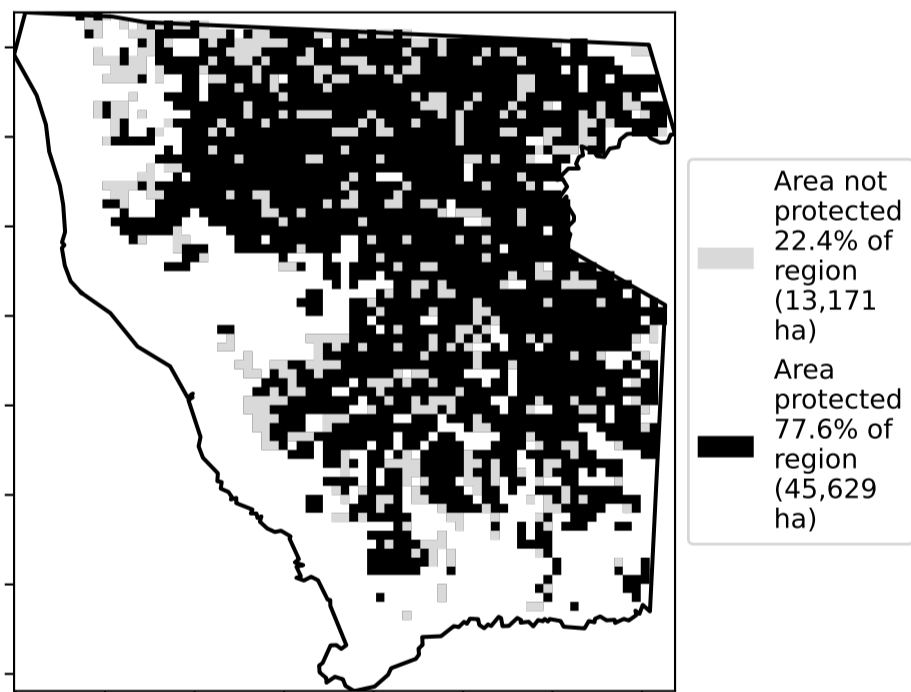 Area not
protected
22.4% of
region
(13,171
ha)
Area
protected
77.6% of
region
(45,629
ha)